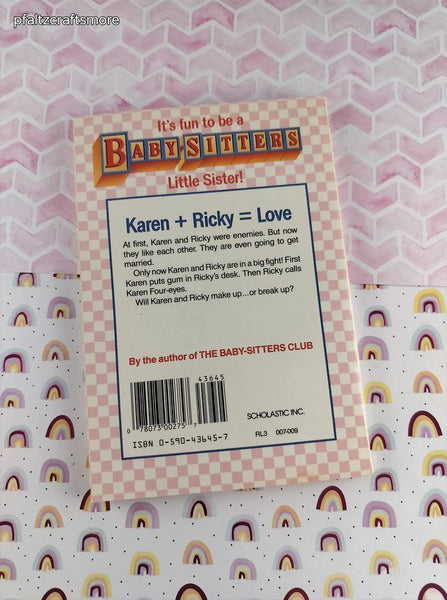 pfaltzcraftsmore
It's fun to be a
BABY-SITTERS
Little Sister!
Karen + Ricky = Love
At first, Karen and Ricky were enemies. But now
they like each other. They are even going to get
married.
Only now Karen and Ricky are in a big fight! First
Karen puts gum in Ricky's desk. Then Ricky calls
Karen Four-eyes.
Will Karen and Ricky make up...or break up?
By the author of THE BABY-SITTERS CLUB
43645
0 78073 00275 7
ISBN 0-590-43645-7
SCHOLASTIC INC.
RL3 007-009